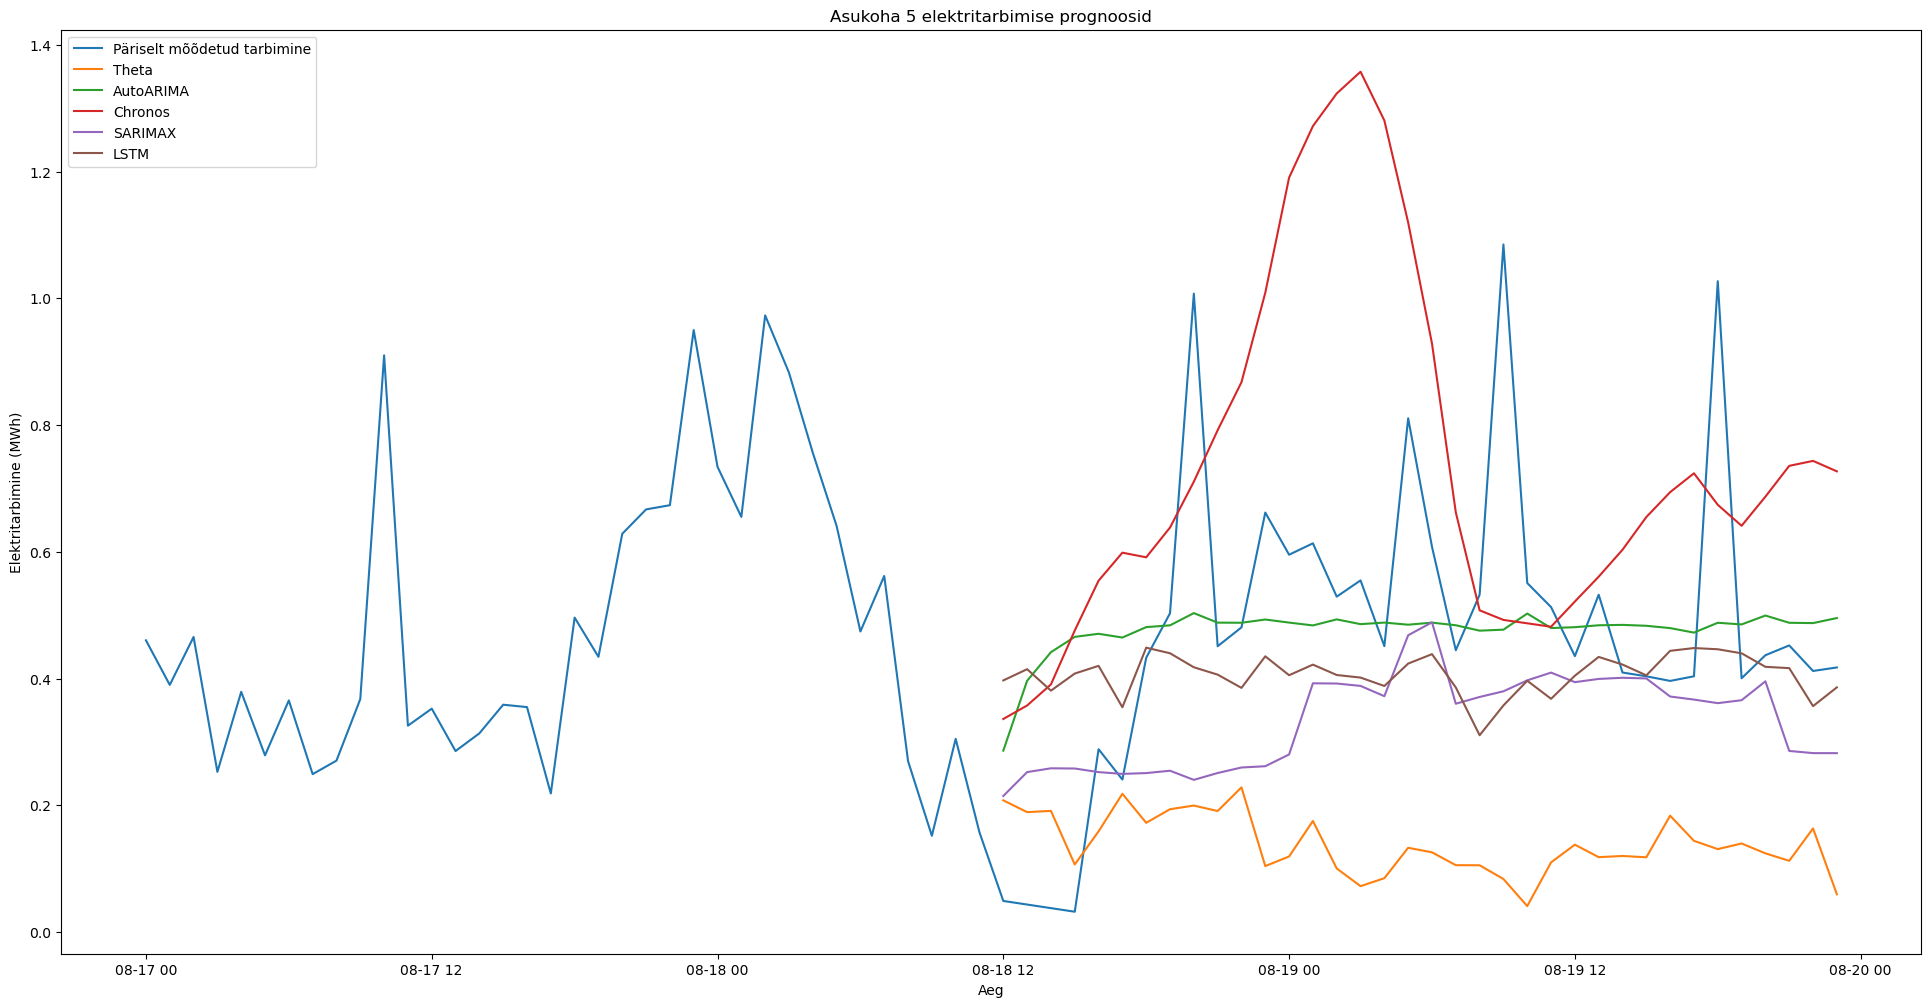 Asukoha 5 elektritarbimise prognoosid
Päriselt mõõdetud tarbimine
Theta
AutoARIMA
Chronos
SARIMAX
LSTM
Elektritarbimine (MWh)
1.4
1.2
1.0
0.8
0.6
0.4
0.2
0.0
08-17 00
08-17 12
08-18 00
08-18 12
08-19 00
08-19 12
08-20 00
Aeg